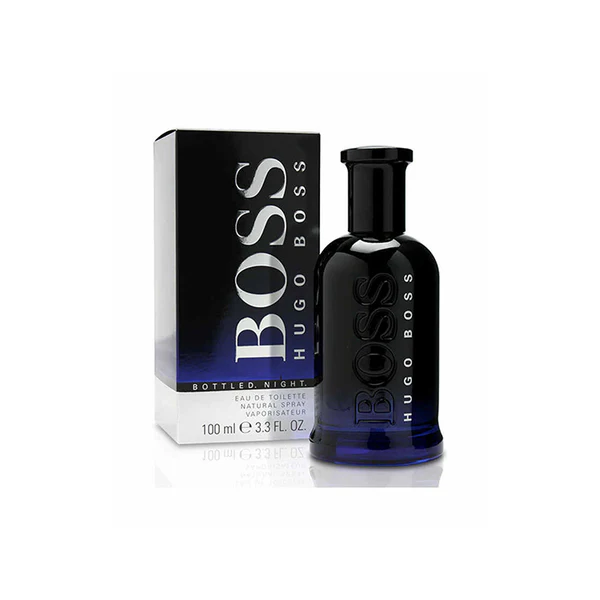 BOSS
HUGO BOSS
BOTTLED. NIGHT.
EAU DE TOILETTE
NATURAL SPRAY
VAPORISATEUR
100 ml ℮ 3.3 FL. OZ.
BOSS
HUGO BOSS